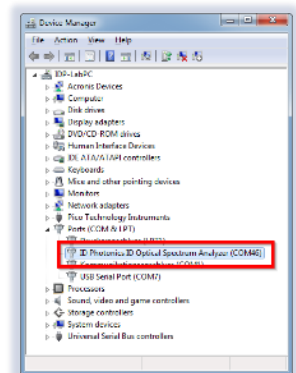 Device Manager
File Action View Help
IDP-LabPC
Acronis Devices
Computer
Disk drives
Display adapters
DVD/CD-ROM drives
Human Interface Devices
IDE ATA/ATAPI controllers
Keyboards
Mice and other pointing devices
Monitors
Network adapters
Pico Technology Instruments
Ports (COM & LPT)
ID Photonics ID Optical Spectrum Analyzer (COM46)
USB Serial Port (COM7)
Processors
Sound, video and game controllers
Storage controllers
System devices
Universal Serial Bus controllers